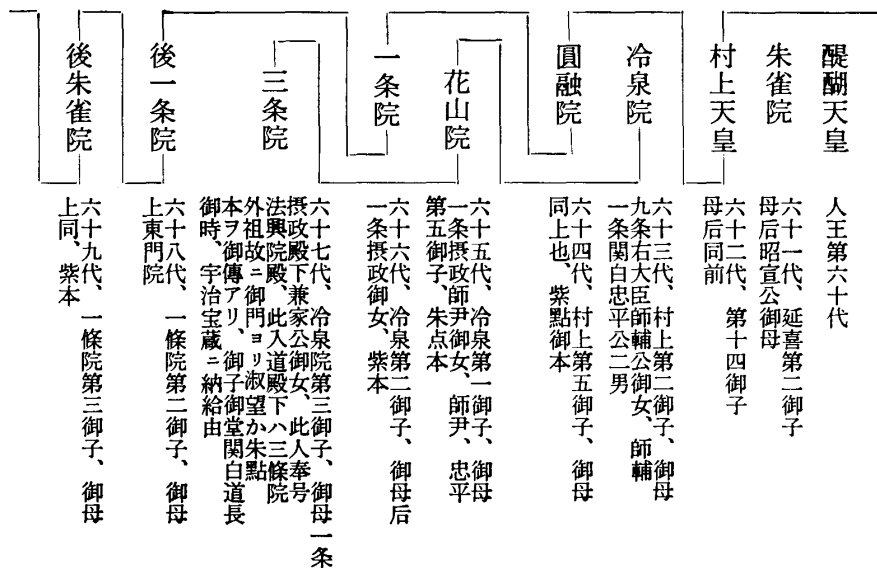 醍醐天皇
人王第六十代
朱雀院
六十一代、延喜第二御子
母后昭宣公御母
村上天皇
六十二代、第十四御子
母后同前
冷泉院
六十三代、村上第二御子、御母
九条右大臣師輔公御女、師輔
一条関白忠平公二男
圓融院
六十四代、村上第五御子、御母
同上也、紫點御本
花山院
六十五代、冷泉第一御子、御母
一条摂政師尹御女、師尹、忠平
第五御子、朱点本
一条院
六十六代、冷泉第二御子、御母后
一条摂政御女、紫本
三条院
六十七代、冷泉院第三御子、御母一条
摂政殿下兼家公御女、此人奉号
法興院殿、此入道殿下ハ三條院
外祖故ニ御門ヨリ淑望か朱點
本ヲ御傳アリ、御子御堂関白道長
御時、宇治宝蔵ニ納給由
後一条院
六十八代、一條院第二御子、御母
上東門院
後朱雀院
六十九代、一條院第三御子、御母
上同、紫本